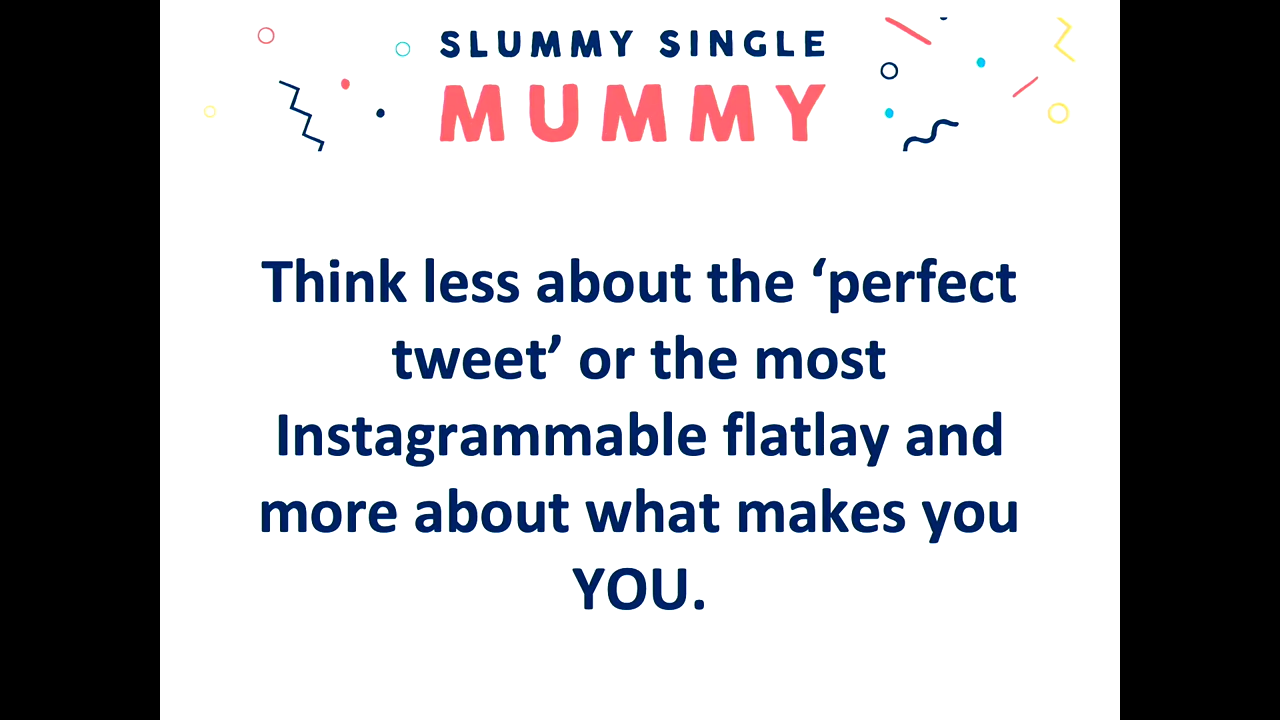 SLUMMY SINGLE
MUMMY
Think less about the ‘perfect
tweet’ or the most
Instagrammable flatlay and
more about what makes you
YOU.